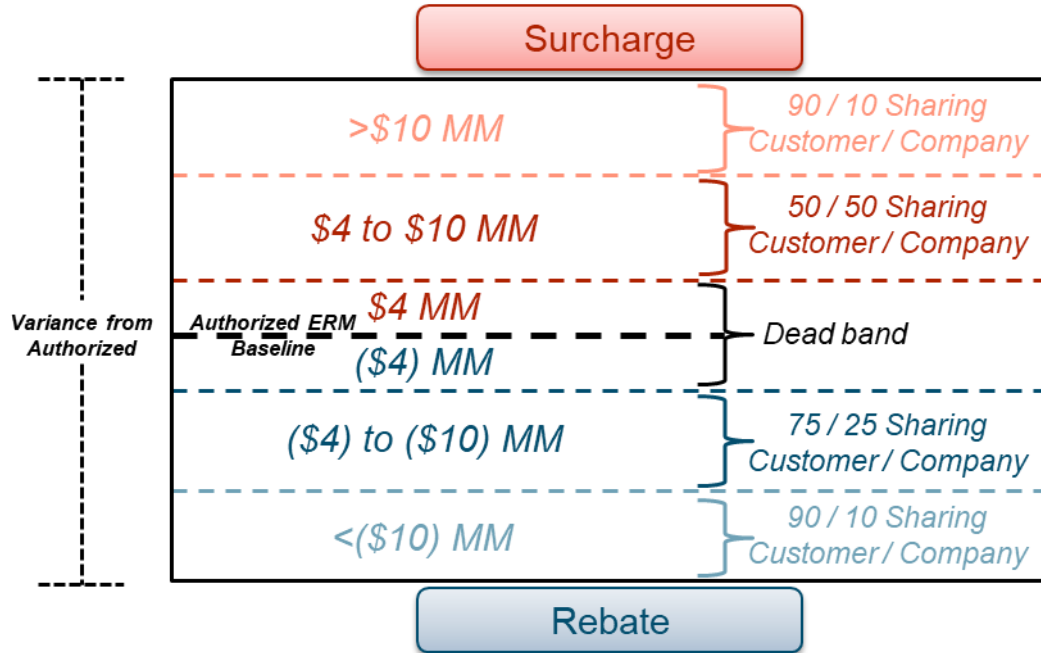 Surcharge
>$10 MM
90 / 10 Sharing
Customer / Company
$4 to $10 MM
50 / 50 Sharing
Customer / Company
$4 MM
Variance from
Authorized
Authorized ERM
Baseline
Dead band
($4) MM
($4) to ($10) MM
75 / 25 Sharing
Customer / Company
<($10) MM
90 / 10 Sharing
Customer / Company
Rebate